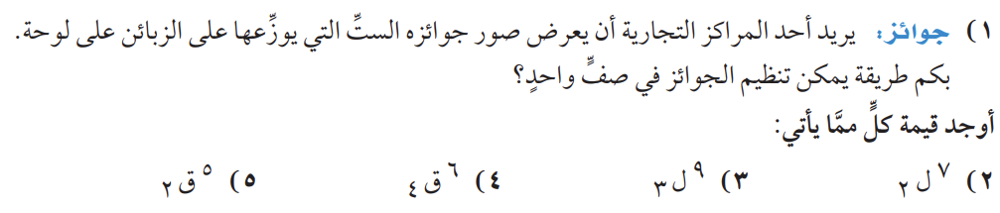 ١) جوائز: يريد أحد المراكز التجارية أن يعرض صور جوائزه الستِّ التي يوزِّعها على الزبائن على لوحة.
بكم طريقة يمكن تنظيم الجوائز في صفٍّ واحدٍ؟
أوجد قيمة كلٍّ ممَّا يأتي:
٢) ٧ل٢ ٣) ٩ل٣ ٤) ٦ق٤ ٥) ٥ق٢